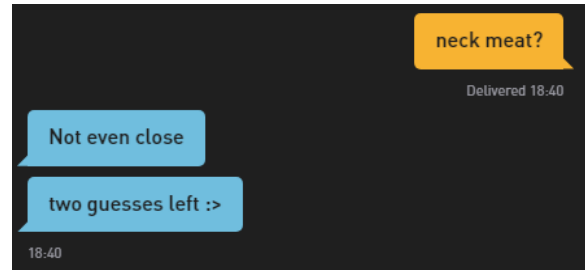 neck meat?
Delivered 18:40
Not even close
two guesses left :>
18:40